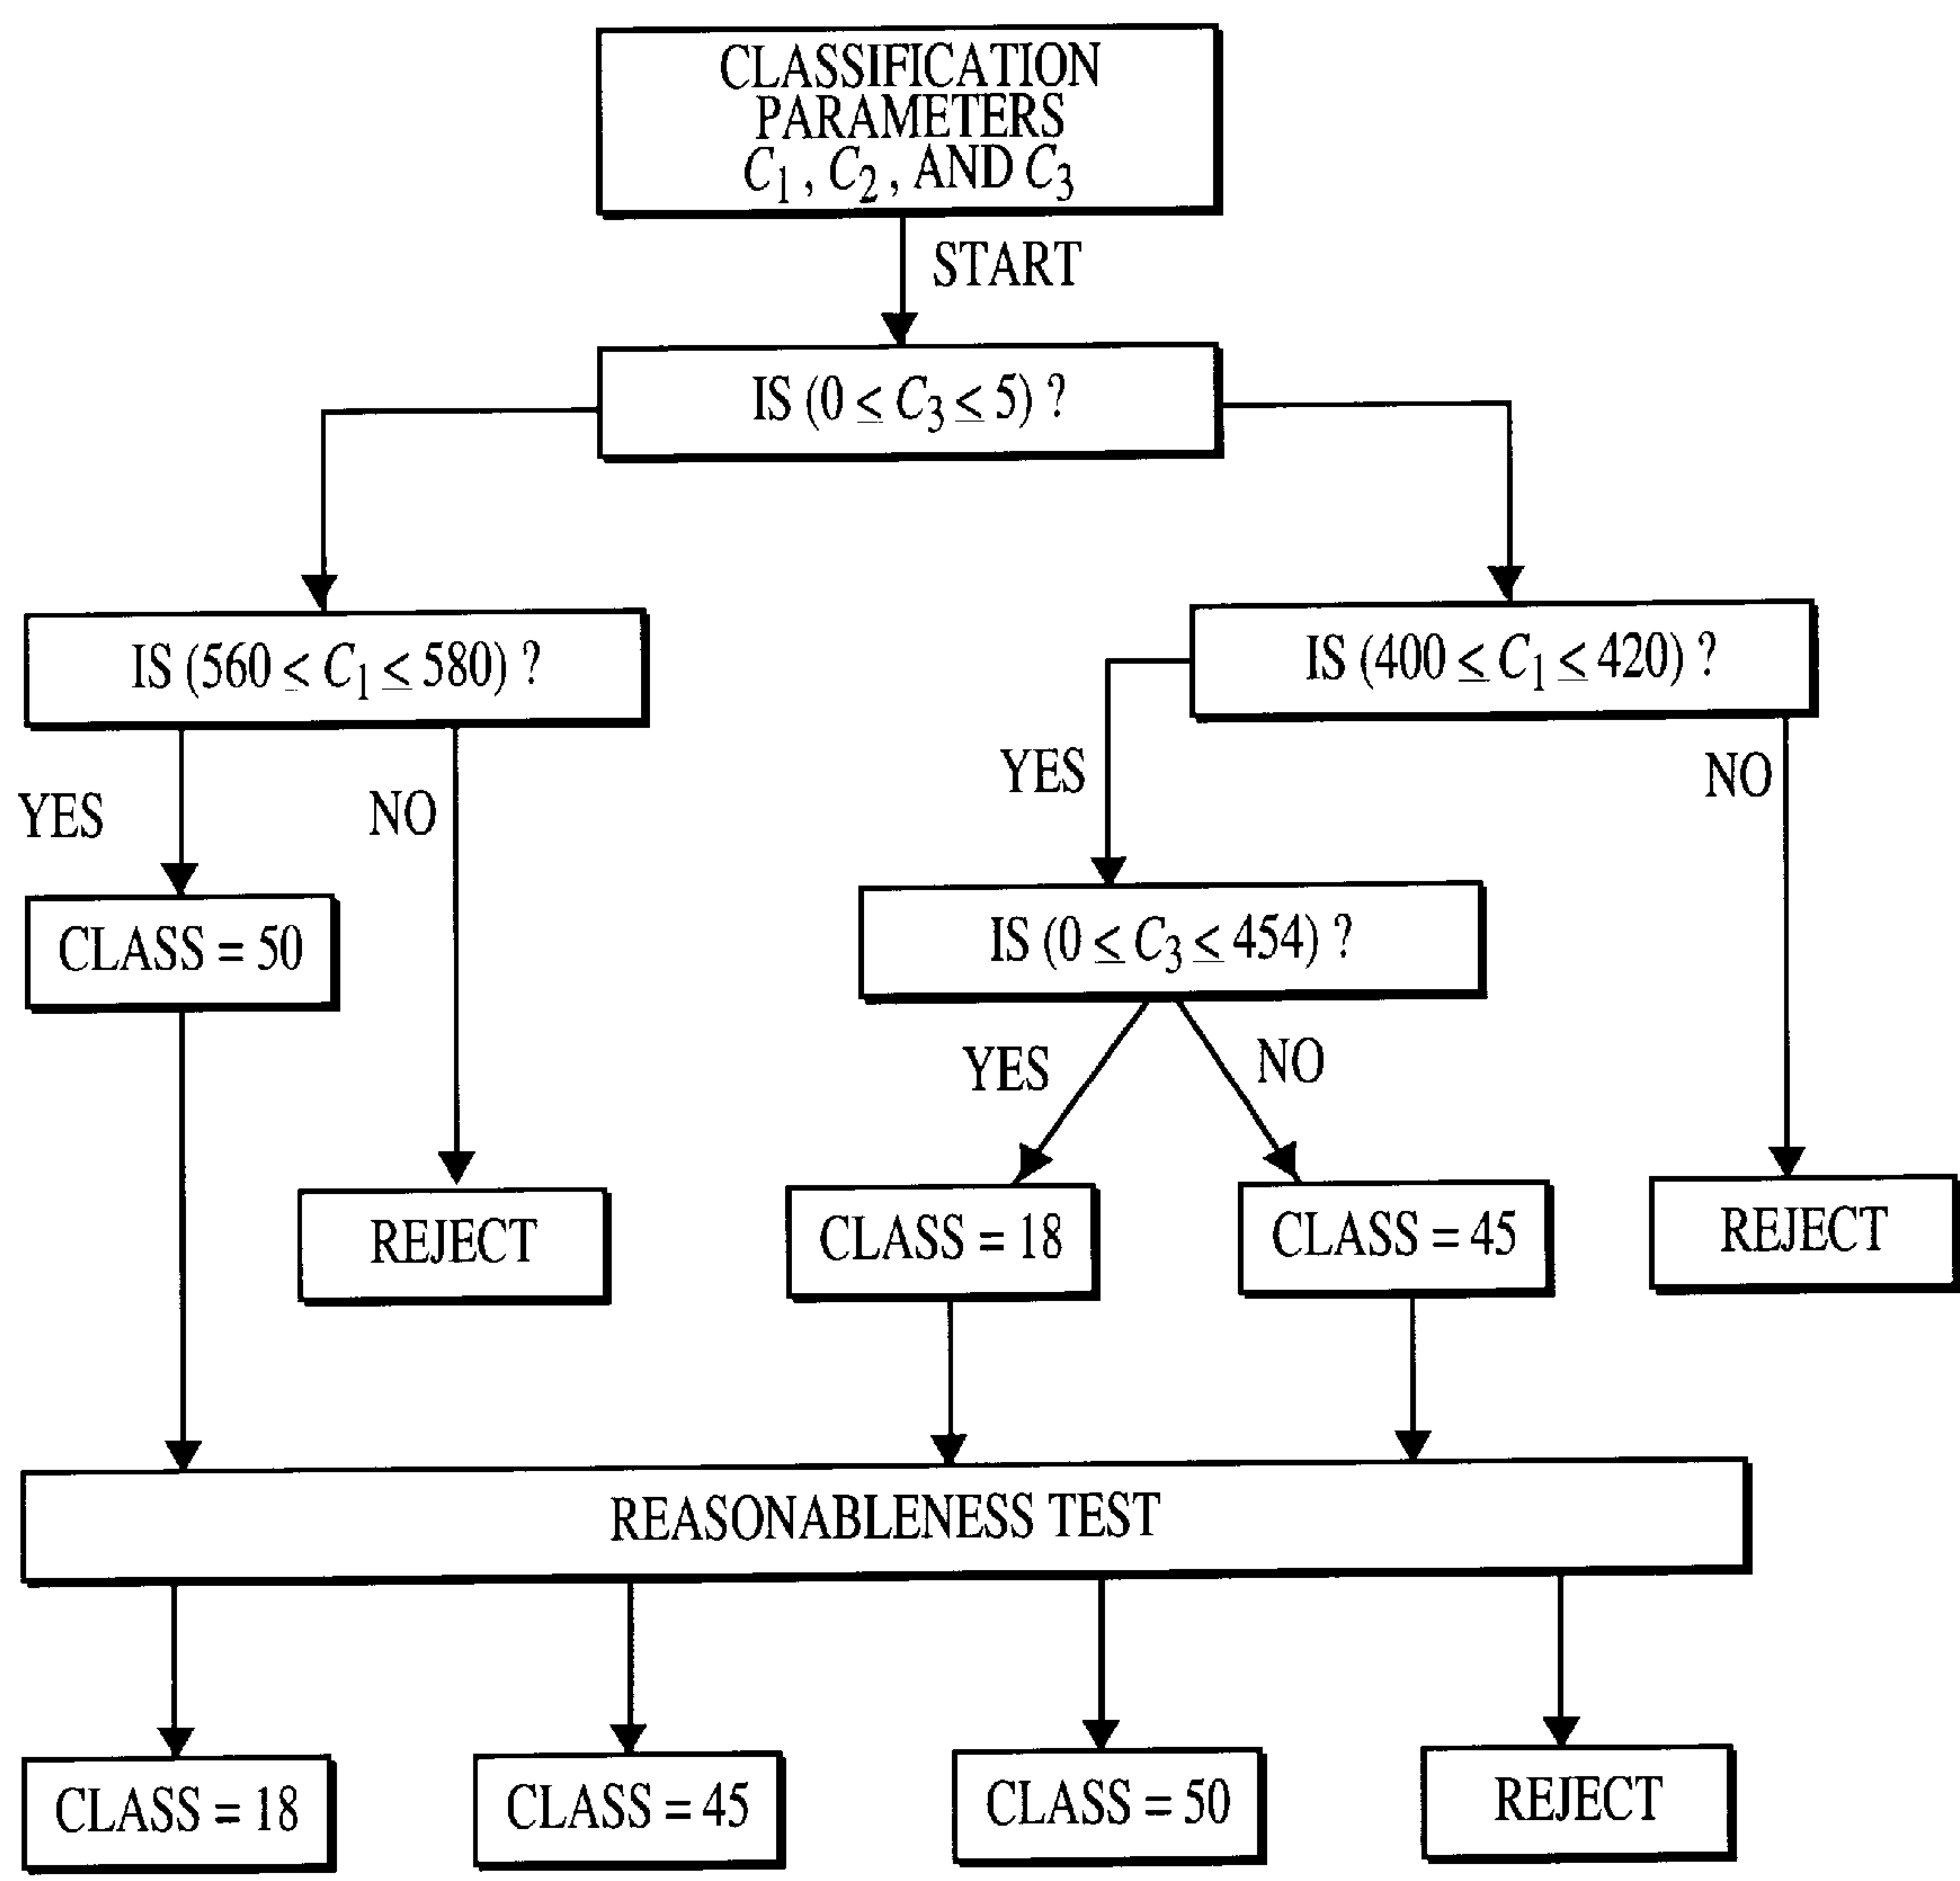 CLASSIFICATION
PARAMETERS
C1, C2, AND C3
START
IS (0 ≤ C3 ≤ 5) ?
IS (560 ≤ C1 ≤ 580) ?
IS (400 ≤ C1 ≤ 420) ?
YES
NO
YES
NO
CLASS = 50
IS (0 ≤ C3 ≤ 454) ?
YES
NO
REJECT
CLASS = 18
CLASS = 45
REJECT
REASONABLENESS TEST
CLASS = 18
CLASS = 45
CLASS = 50
REJECT